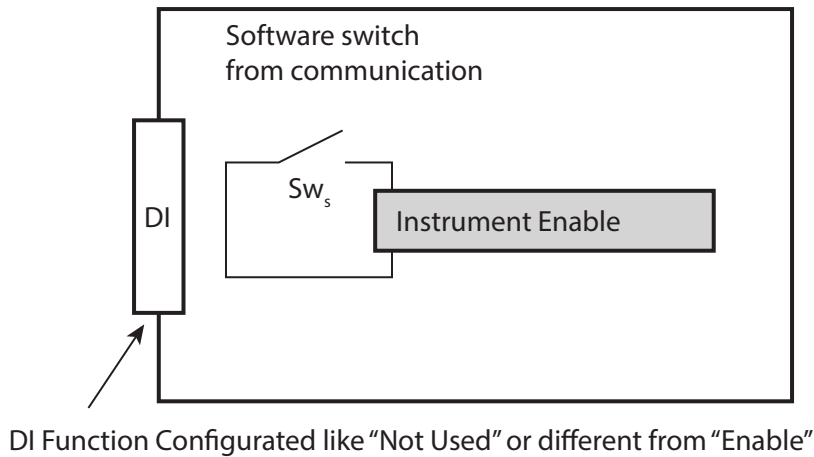 Software switch
from communication
Sws
DI
Instrument Enable
DI Function Configurated like “Not Used” or different from “Enable”